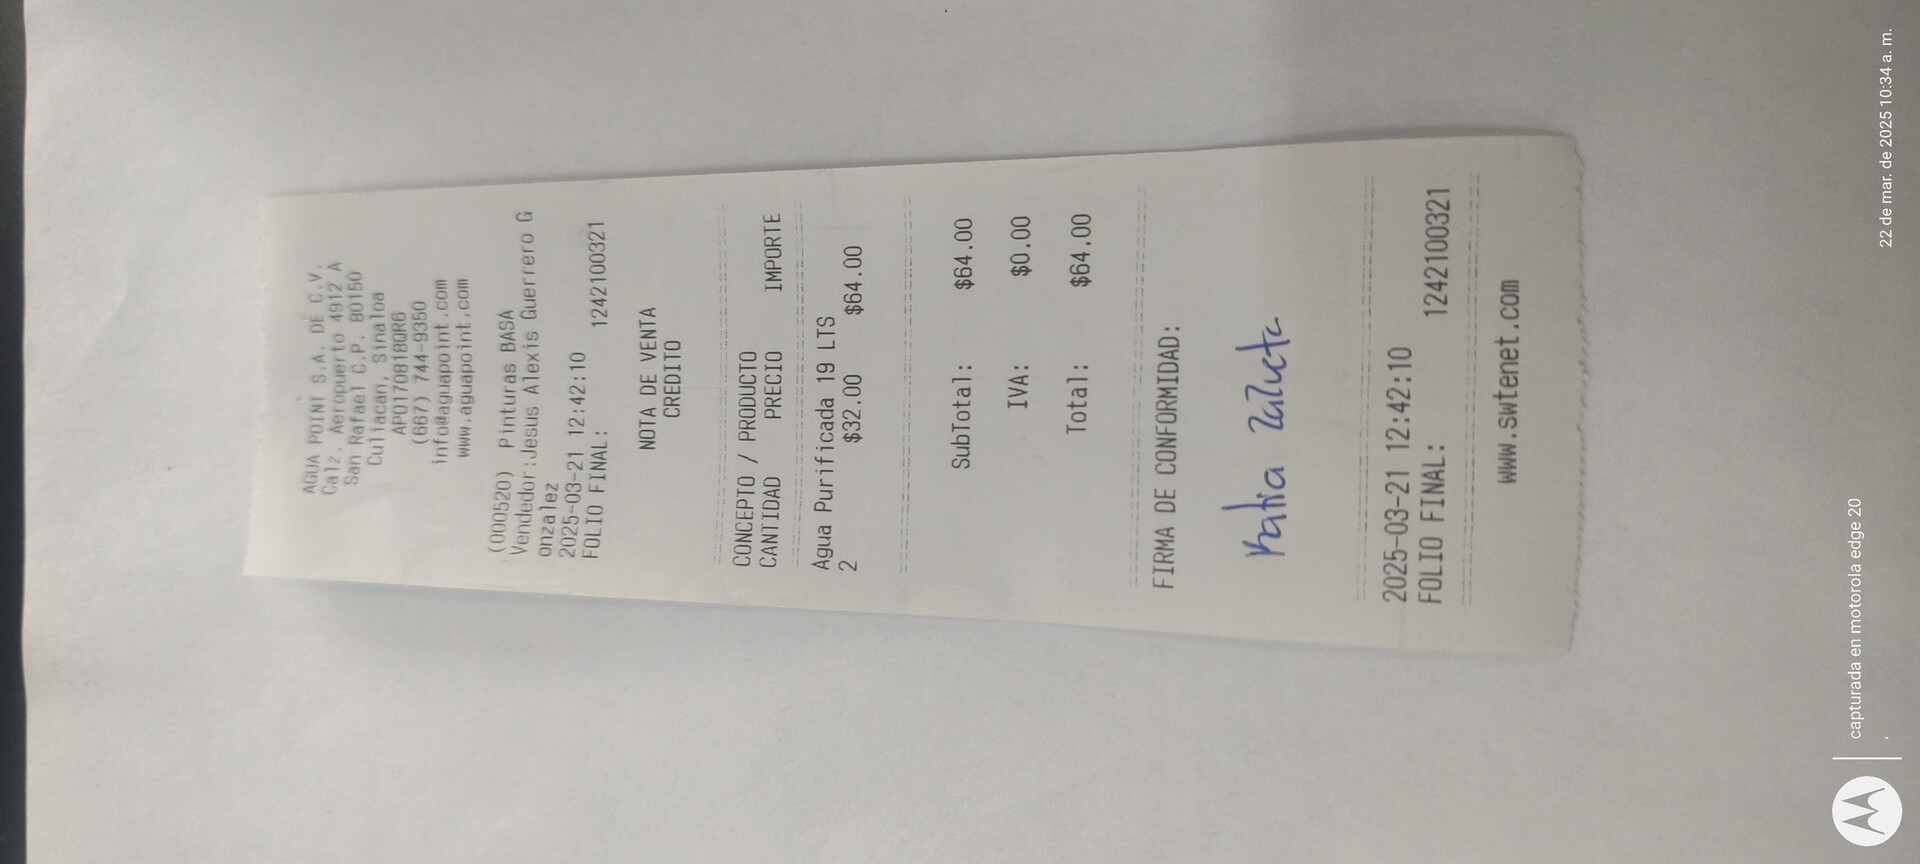 AGUA POINT S.A. DE C.V.
Calz. Aeropuerto 4912 A
San Rafael C.P. 80150
Culiacan, Sinaloa
APO170818QR6
(667) 744-9350
info@aguapoint.com
www.aguapoint.com
(000520) Pinturas BASA
Vendedor:Jesus Alexis Guerrero G
onzalez
2025-03-21 12:42:10
FOLIO FINAL: 1242100321
NOTA DE VENTA
CREDITO
CONCEPTO / PRODUCTO
CANTIDAD PRECIO IMPORTE
Agua Purificada 19 LTS
2 $32.00 $64.00
SubTotal: $64.00
IVA: $0.00
Total: $64.00
FIRMA DE CONFORMIDAD:
Katia Zazueta
2025-03-21 12:42:10
FOLIO FINAL: 1242100321
www.swtenet.com
capturada en motorola edge 20
22 de mar. de 2025 10:34 a. m.